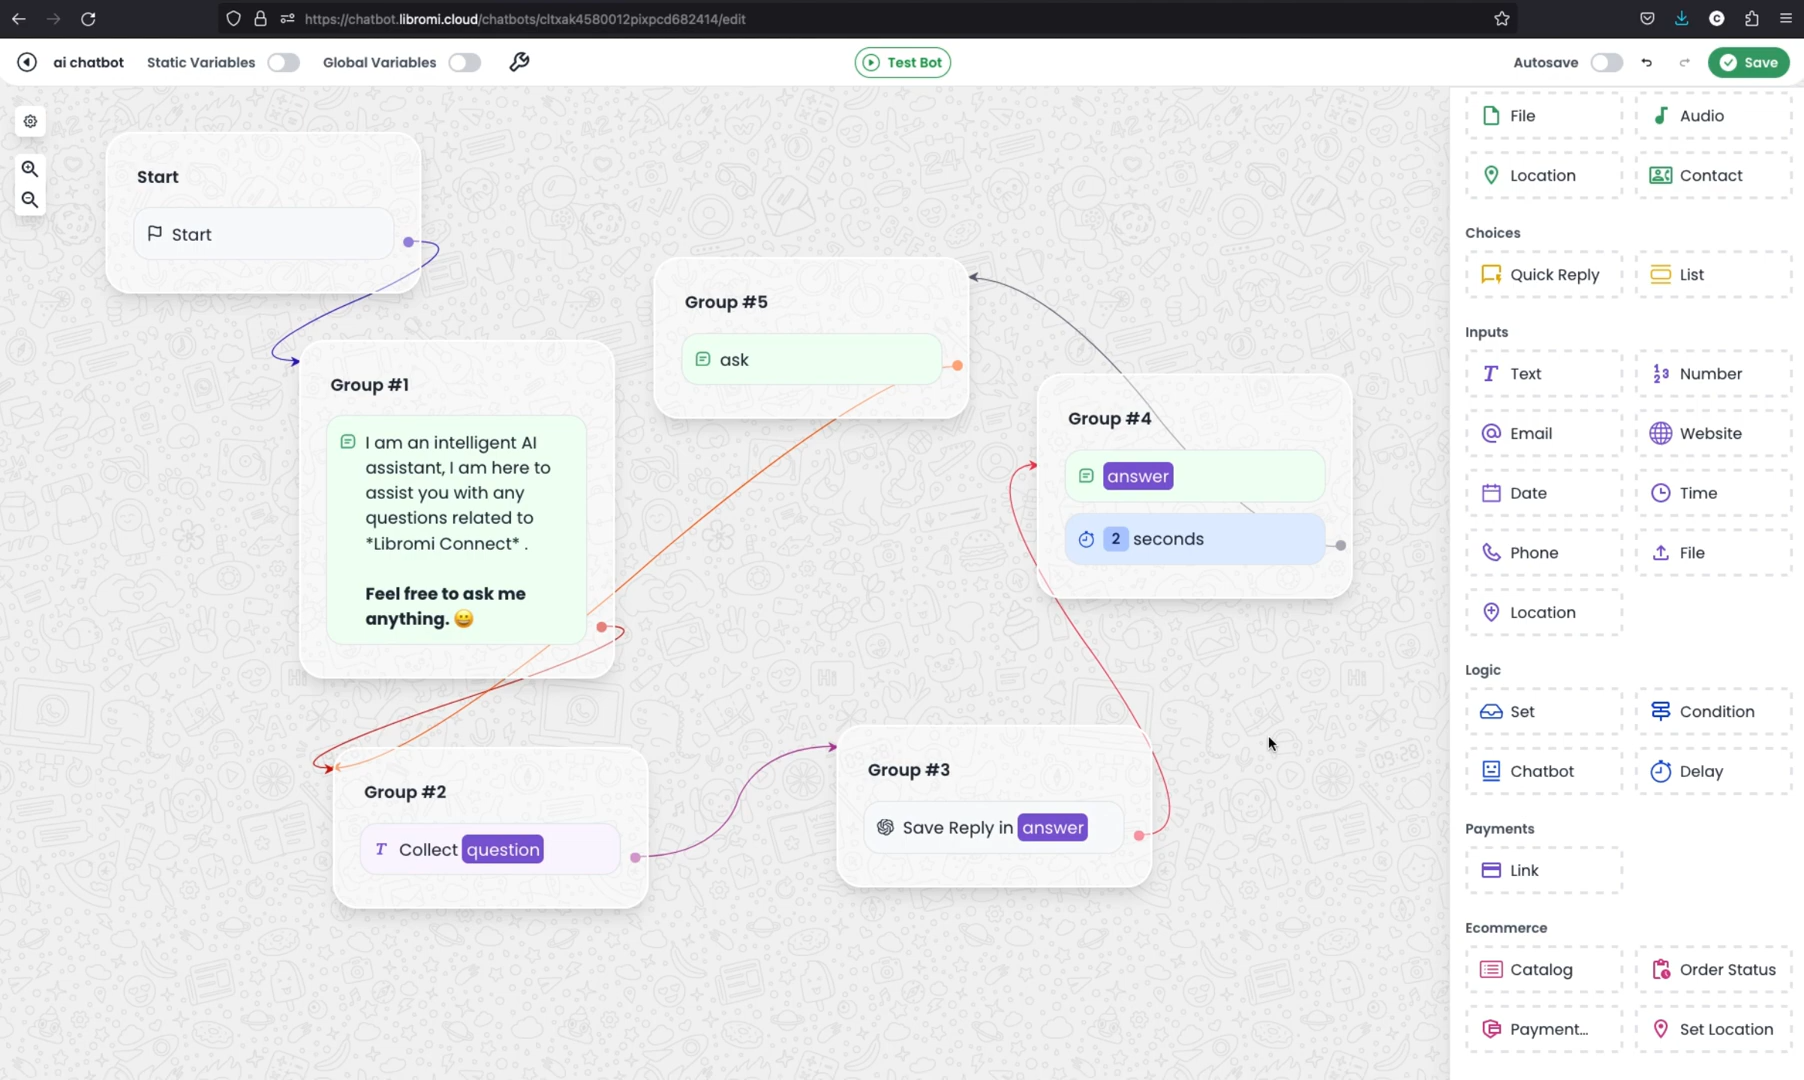 https://chatbot.libromi.cloud/chatbots/cltxak4580012pixpcd682414/edit
ai chatbot
Static Variables
Global Variables
Test Bot
Autosave
Save
Start
Start
Group #1
I am an intelligent AI
assistant, I am here to
assist you with any
questions related to
*Libromi Connect* .
Feel free to ask me
anything. 😀
Group #5
ask
Group #4
answer
2 seconds
Group #2
Collect question
Group #3
Save Reply in answer
File
Audio
Location
Contact
Choices
Quick Reply
List
Inputs
Text
Number
Email
Website
Date
Time
Phone
File
Location
Logic
Set
Condition
Chatbot
Delay
Payments
Link
Ecommerce
Catalog
Order Status
Payment...
Set Location